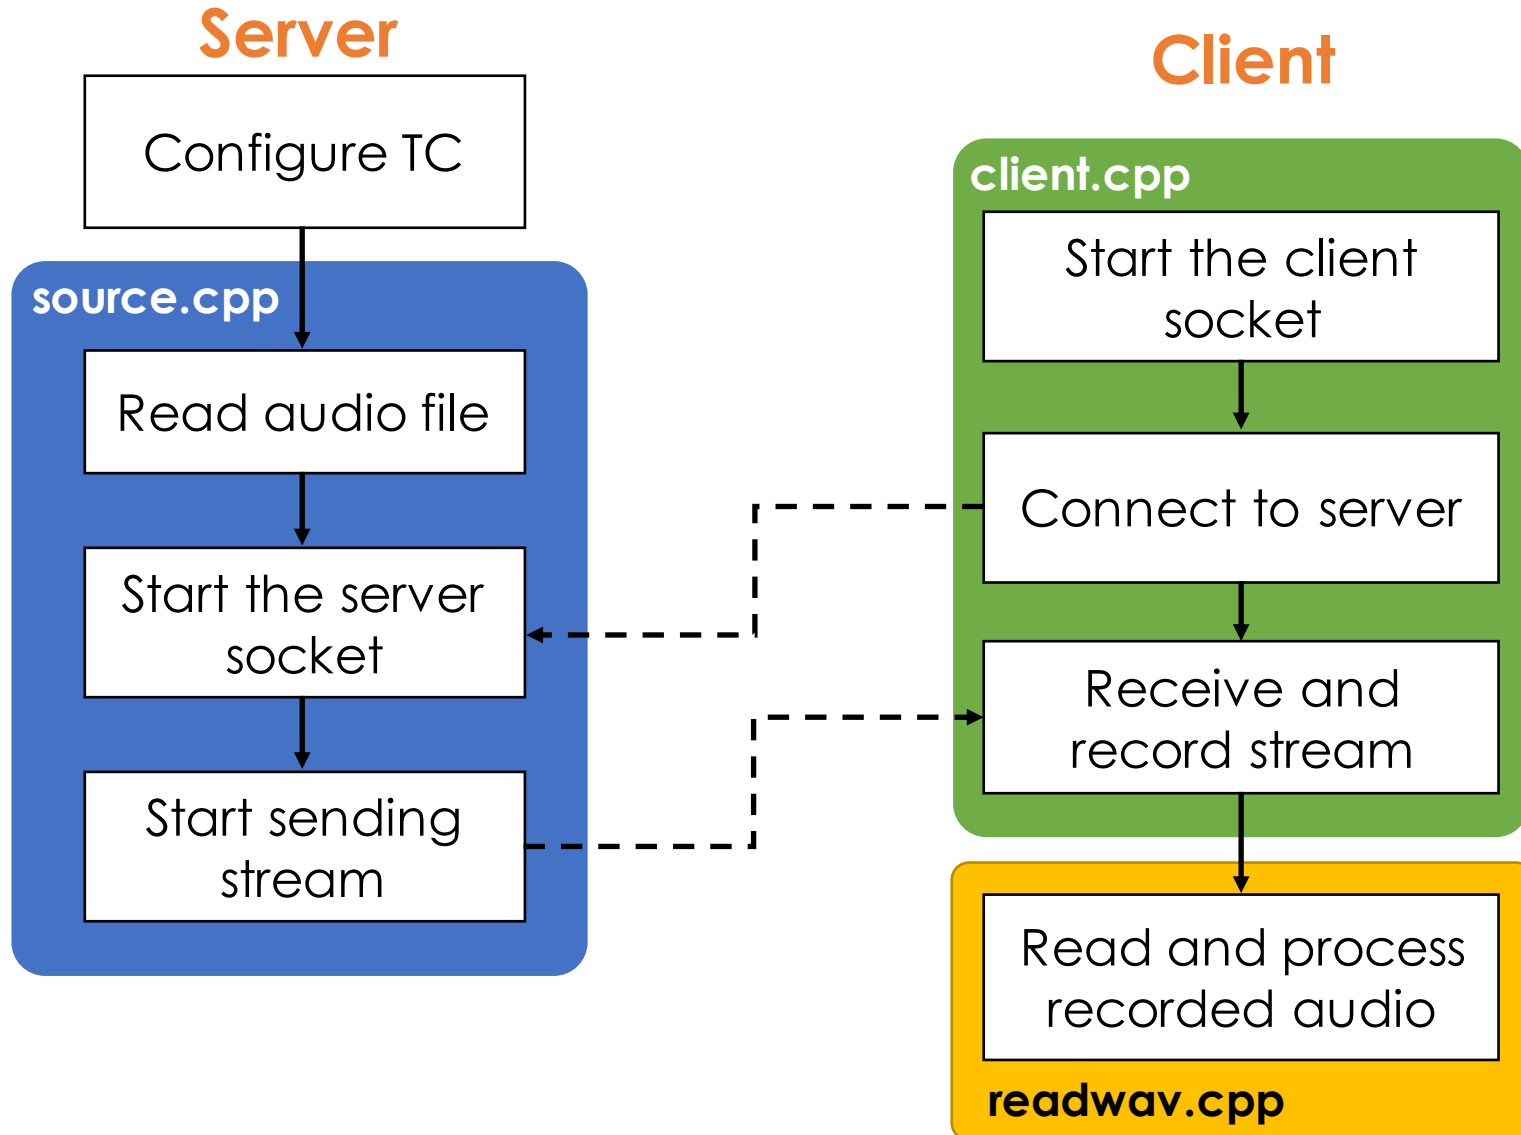 Server
Configure TC
source.cpp
Read audio file
Start the server
socket
Start sending
stream
Client
client.cpp
Start the client
socket
Connect to server
Receive and
record stream
Read and process
recorded audio
readwav.cpp